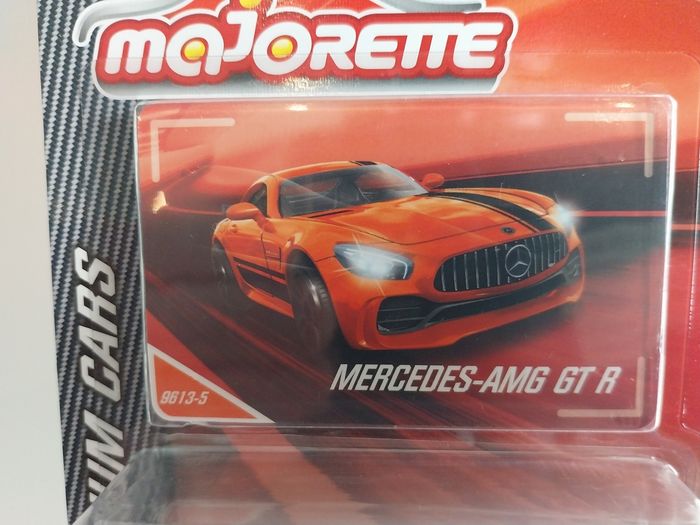 majorette
MERCEDES-AMG GT R
9613-5
UM CARS